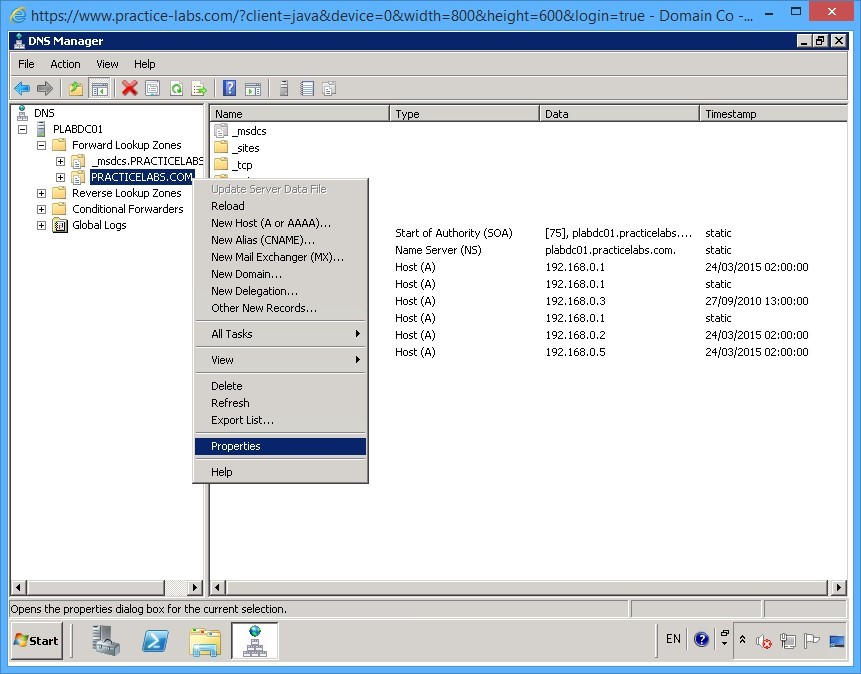 https://www.practice-labs.com/?client=java&device=0&width=800&height=600&login=true - Domain Co -...
DNS Manager
File Action View Help
DNS
PLABDC01
Forward Lookup Zones
_msdcs.PRACTICELABS
PRACTICELABS.COM
Reverse Lookup Zones
Conditional Forwarders
Global Logs
Name Type Data Timestamp
_msdcs
_sites
_tcp
Start of Authority (SOA) [75], plabdc01.practicelabs.... static
Name Server (NS) plabdc01.practicelabs.com. static
Host (A) 192.168.0.1 24/03/2015 02:00:00
Host (A) 192.168.0.1 static
Host (A) 192.168.0.3 27/09/2010 13:00:00
Host (A) 192.168.0.1 static
Host (A) 192.168.0.2 24/03/2015 02:00:00
Host (A) 192.168.0.5 24/03/2015 02:00:00
Update Server Data File
Reload
New Host (A or AAAA)...
New Alias (CNAME)...
New Mail Exchanger (MX)...
New Domain...
New Delegation...
Other New Records...
All Tasks
View
Delete
Refresh
Export List...
Properties
Help
Opens the properties dialog box for the current selection.
Start
EN